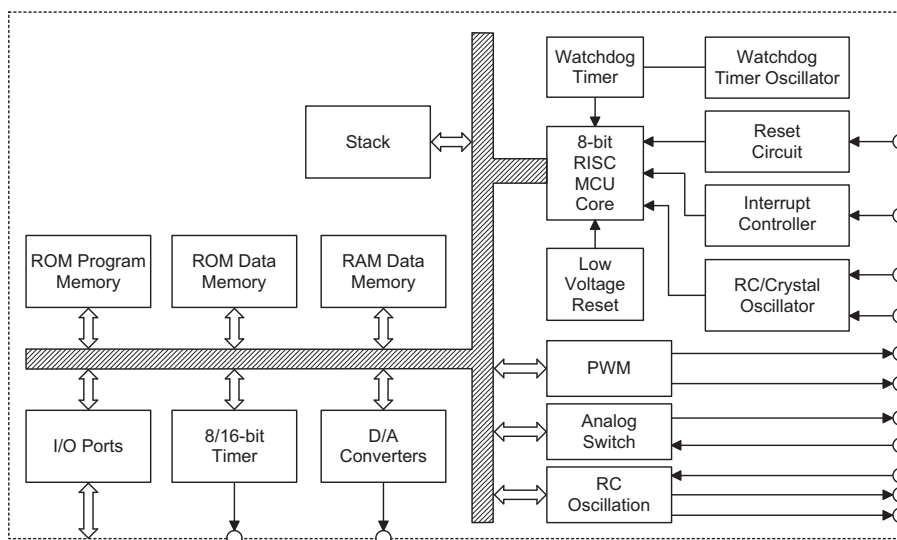 Watchdog
Timer
Watchdog
Timer Oscillator
Stack
8-bit
RISC
MCU
Core
Reset
Circuit
Interrupt
Controller
ROM Program
Memory
ROM Data
Memory
RAM Data
Memory
Low
Voltage
Reset
RC/Crystal
Oscillator
PWM
I/O Ports
8/16-bit
Timer
D/A
Converters
Analog
Switch
RC
Oscillation